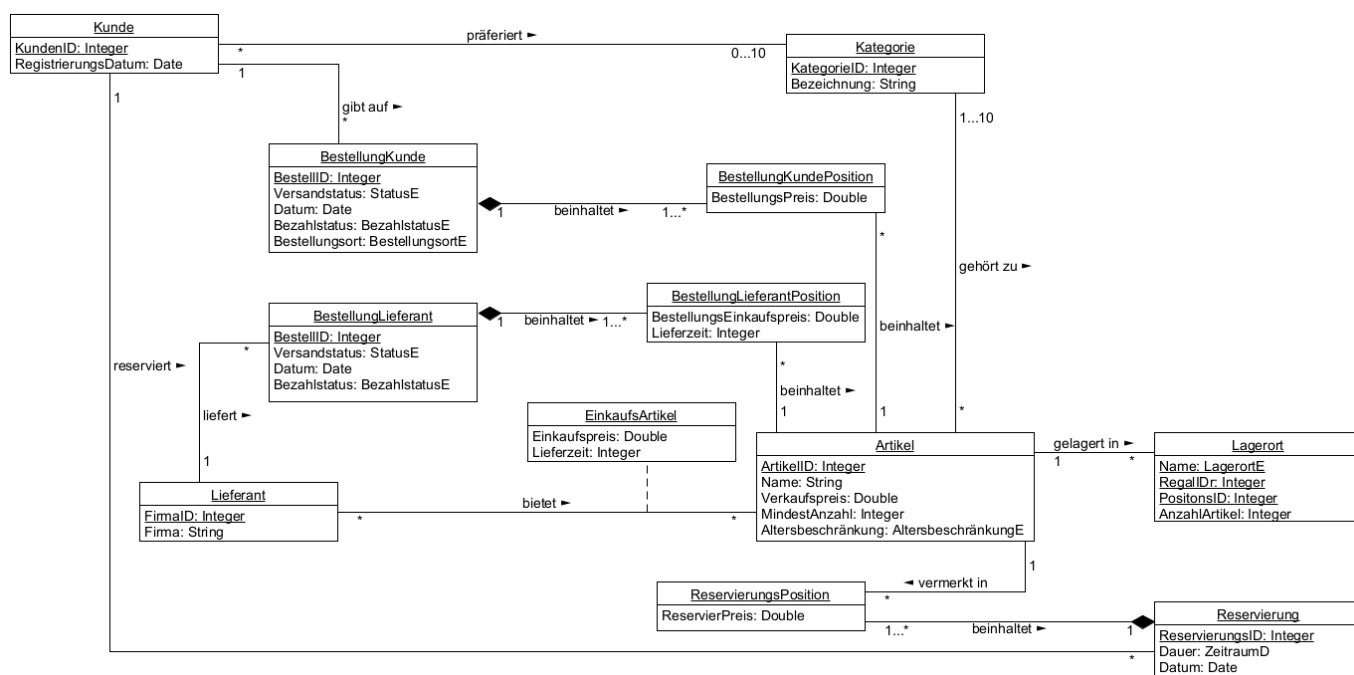 Kunde
KundenID: Integer
RegistrierungsDatum: Date
präferiert ►
*
0...10
Kategorie
KategorieID: Integer
Bezeichnung: String
1
1
gibt auf ►
*
1...10
BestellungKunde
BestellID: Integer
Versandstatus: StatusE
Datum: Date
Bezahlstatus: BezahlstatusE
Bestellungsort: BestellungsortE
1
beinhaltet ►
1...*
BestellungKundePosition
BestellungsPreis: Double
*
gehört zu ►
BestellungLieferant
BestellID: Integer
Versandstatus: StatusE
Datum: Date
Bezahlstatus: BezahlstatusE
1
beinhaltet ►
1...*
BestellungLieferantPosition
BestellungsEinkaufspreis: Double
Lieferzeit: Integer
beinhaltet ►
*
reserviert ►
*
beinhaltet ►
liefert ►
1
1
1
*
EinkaufsArtikel
Einkaufspreis: Double
Lieferzeit: Integer
Lieferant
FirmaID: Integer
Firma: String
*
bietet ►
*
Artikel
ArtikelID: Integer
Name: String
Verkaufspreis: Double
MindestAnzahl: Integer
Altersbeschränkung: AltersbeschränkungE
gelagert in ►
1
*
Lagerort
Name: LagerortE
RegalIDr: Integer
PositonsID: Integer
AnzahlArtikel: Integer
1
◄ vermerkt in
*
ReservierungsPosition
ReservierPreis: Double
1...*
beinhaltet ►
1
Reservierung
ReservierungsID: Integer
Dauer: ZeitraumD
Datum: Date
*